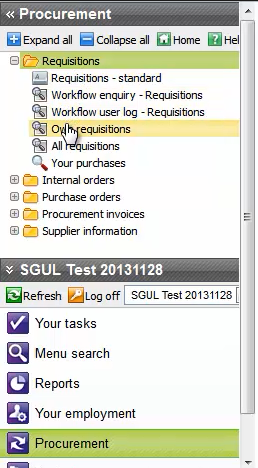 « Procurement
Expand all Collapse all Home Hel
Requisitions
Requisitions - standard
Workflow enquiry - Requisitions
Workflow user log - Requisitions
requisitions
All requisitions
Your purchases
Internal orders
Purchase orders
Procurement invoices
Supplier information
SGUL Test 20131128
Refresh Log off SGUL Test 20131128
Your tasks
Menu search
Reports
Your employment
Procurement